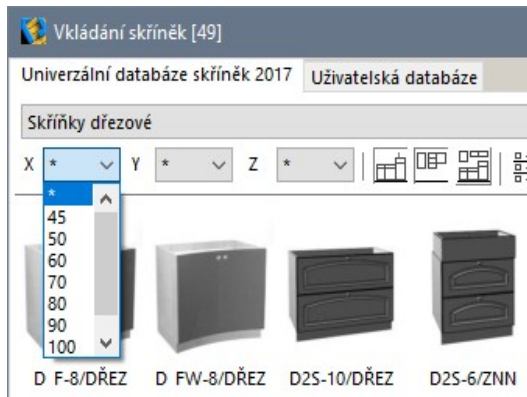 Vkládání skříněk [49]
Univerzální databáze skříněk 2017 Uživatelská databáze
Skříňky dřezové
X * Y * Z *
*
45
50
60
70
80
90
100
D F-8/DŘEZ D FW-8/DŘEZ D2S-10/DŘEZ D2S-6/ZNN